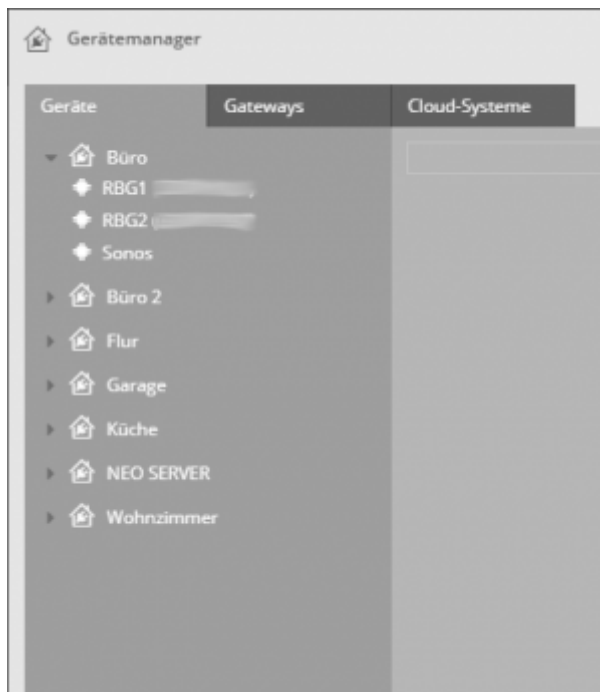 Gerätemanager
Geräte Gateways Cloud-Systeme
Büro
RBG1
RBG2
Sonos
Büro 2
Flur
Garage
Küche
NEO SERVER
Wohnzimmer